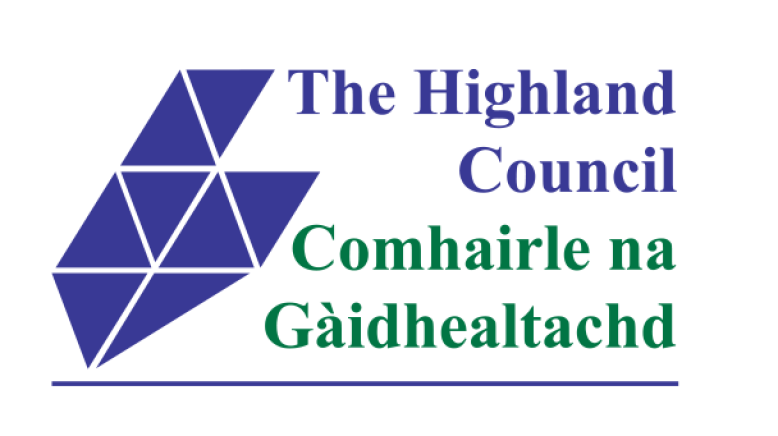 The Highland
Council
Comhairle na
Gàidhealtachd